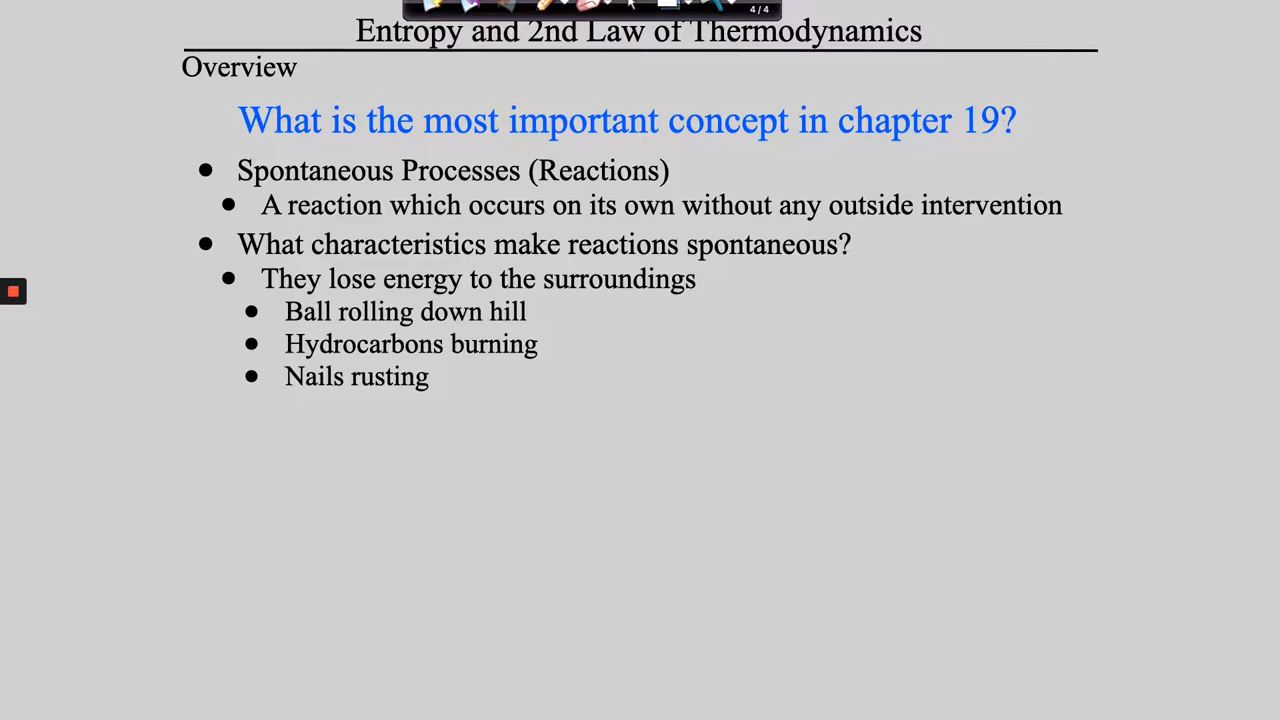 4/4
Entropy and 2nd Law of Thermodynamics
Overview
What is the most important concept in chapter 19?
● Spontaneous Processes (Reactions)
● A reaction which occurs on its own without any outside intervention
● What characteristics make reactions spontaneous?
● They lose energy to the surroundings
● Ball rolling down hill
● Hydrocarbons burning
● Nails rusting